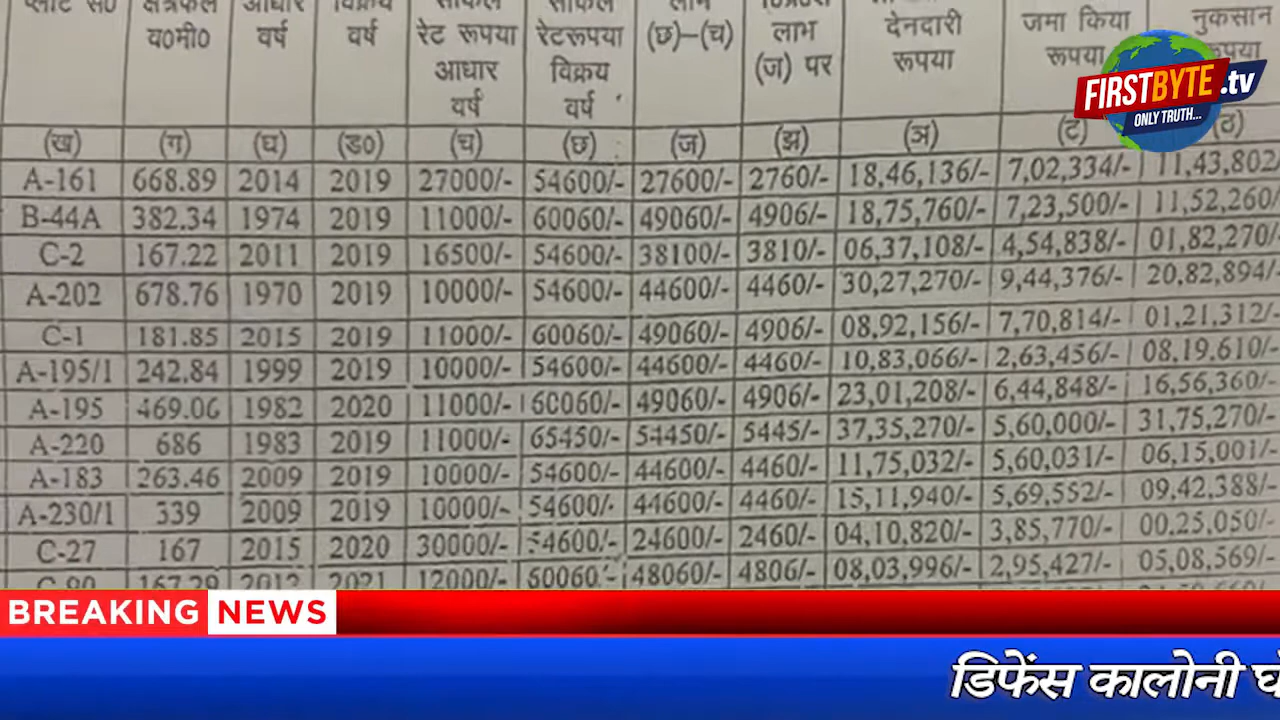 प्लाट सं० क्षेत्रफल आधार विक्रय सर्किल सर्किल लाभ
व०मी० वर्ष वर्ष रेट रूपया रेटरूपया (छ)–(च) लाभ देनदारी जमा किया नुकसान
आधार विक्रय (ज) पर रूपया रूपया
वर्ष वर्ष
(ख) (ग) (घ) (ड०) (च) (छ) (ज) (झ) (ञ) (ट) (ठ)
A-161 668.89 2014 2019 27000/- 54600/- 27600/- 2760/- 18,46,136/- 7,02,334/- 11,43,802
B-44A 382.34 1974 2019 11000/- 60060/- 49060/- 4906/- 18,75,760/- 7,23,500/- 11,52,260/
C-2 167.22 2011 2019 16500/- 54600/- 38100/- 3810/- 06,37,108/- 4,54,838/- 01,82,270/
A-202 678.76 1970 2019 10000/- 54600/- 44600/- 4460/- 30,27,270/- 9,44,376/- 20,82,894/-
C-1 181.85 2015 2019 11000/- 60060/- 49060/- 4906/- 08,92,156/- 7,70,814/- 01,21,312/-
A-195/1 242.84 1999 2019 10000/- 54600/- 44600/- 4460/- 10,83,066/- 2,63,456/- 08.19.610/-
A-195 469.06 1982 2020 11000/- 60060/- 49060/- 4906/- 23,01,208/- 6,44,848/- 16,56,360/-
A-220 686 1983 2019 11000/- 65450/- 54450/- 5445/- 37,35,270/- 5,60,000/- 31,75,270/-
A-183 263.46 2009 2019 10000/- 54600/- 44600/- 4460/- 11,75,032/- 5,60,031/- 06,15,001/-
A-230/1 339 2009 2019 10000/- 54600/- 44600/- 4460/- 15,11,940/- 5,69,552/- 09,42,388/-
C-27 167 2015 2020 30000/- 54600/- 24600/- 2460/- 04,10,820/- 3,85,770/- 00.25,050/-
C-90 167.29 2012 2021 12000/- 60060/- 48060/- 4806/- 08,03,996/- 2,95,427/- 05,08,569/-
FIRSTBYTE.tv
ONLY TRUTH...
BREAKING NEWS
डिफेंस कालोनी